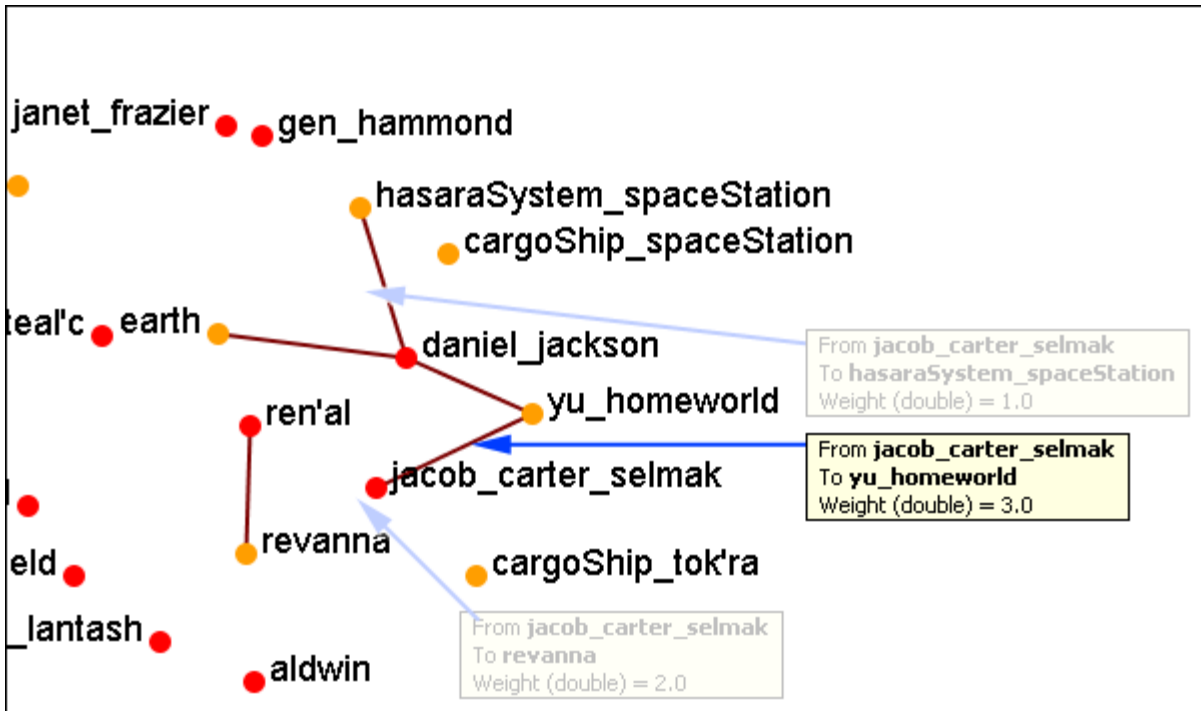 janet_frazier
gen_hammond
hasaraSystem_spaceStation
cargoShip_spaceStation
teal'c
earth
daniel_jackson
From jacob_carter_selmak
To hasaraSystem_spaceStation
Weight (double) = 1.0
yu_homeworld
ren'al
From jacob_carter_selmak
To yu_homeworld
Weight (double) = 3.0
jacob_carter_selmak
revanna
eld
cargoShip_tok'ra
_lantash
From jacob_carter_selmak
To revanna
Weight (double) = 2.0
aldwin